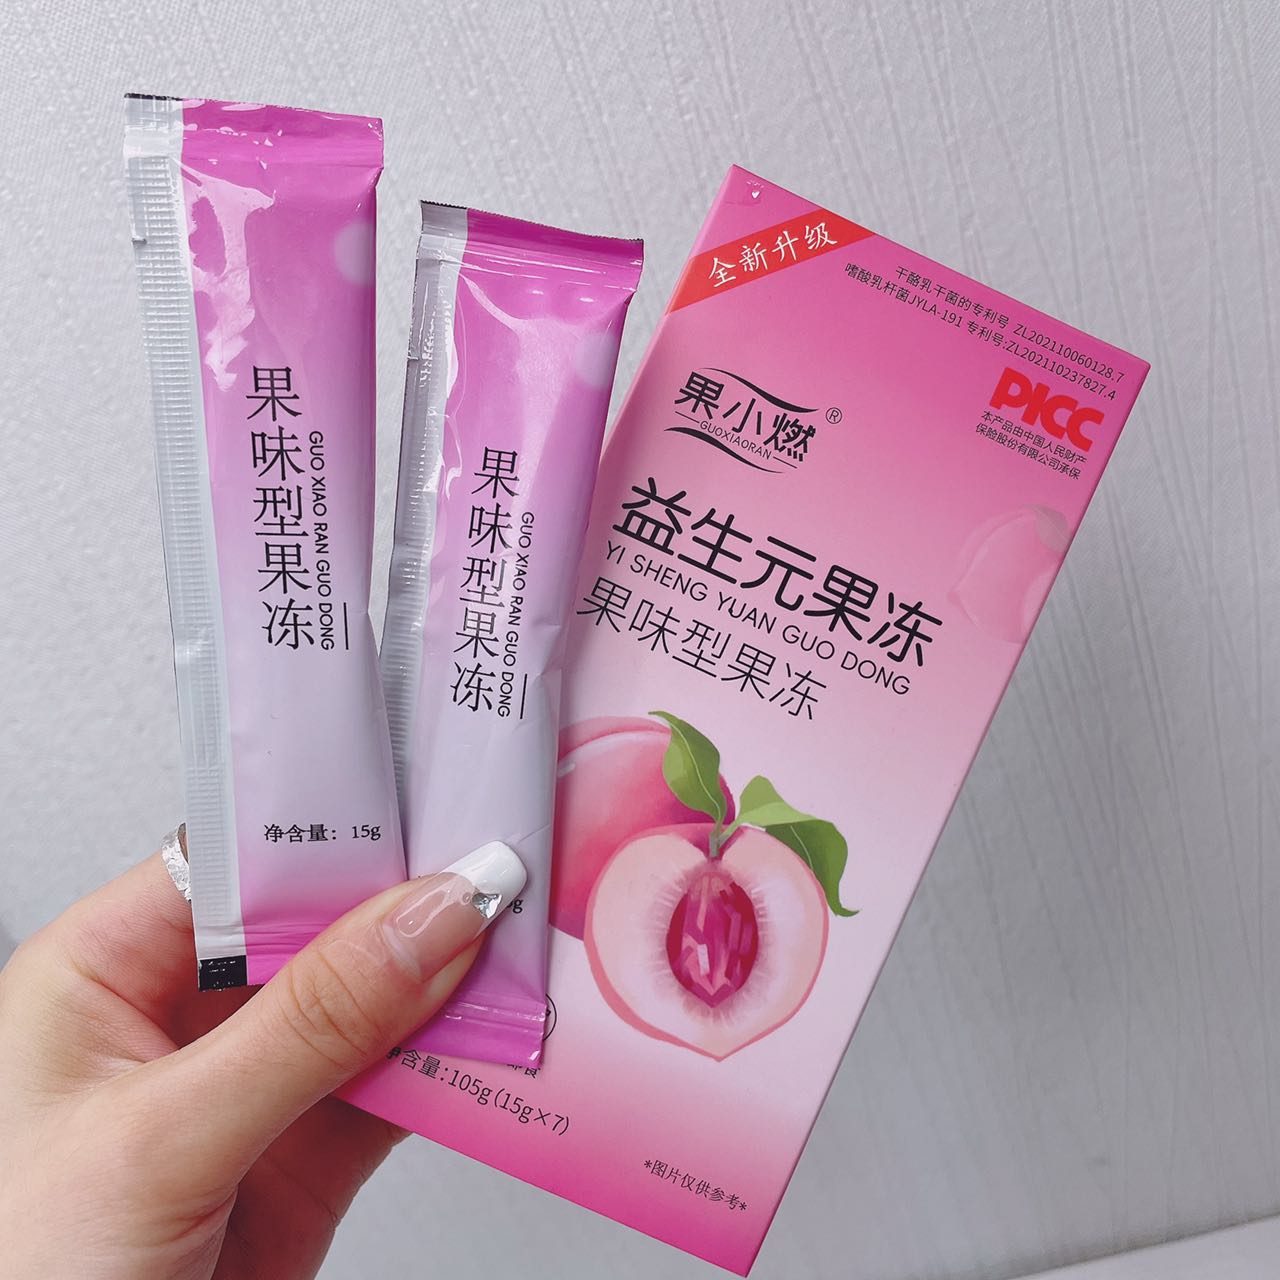 果味型果冻
GUO XIAO RAN GUO DONG
净含量：15g
果味型果冻
GUO XIAO RAN GUO DONG
全新升级
干酪乳干菌的专利号 ZL202110060128.7
嗜酸乳杆菌JYLA-191 专利号:ZL202110237827.4
PICC
本产品由中国人民财产
保险股份有限公司承保
果小燃®
GUOXIAORAN
益生元果冻
YI SHENG YUAN GUO DONG
果味型果冻
净含量:105g(15g×7)
*图片仅供参考*